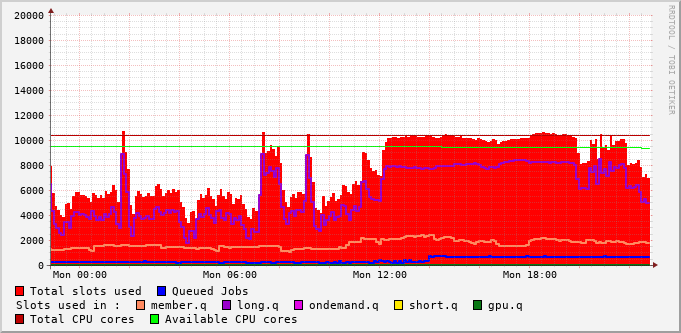 20000
18000
16000
14000
12000
10000
8000
6000
4000
2000
0
Mon 00:00 Mon 06:00 Mon 12:00 Mon 18:00
RRDTOOL / TOBI OETIKER
Total slots used Queued Jobs
Slots used in : member.q long.q ondemand.q short.q gpu.q
Total CPU cores Available CPU cores